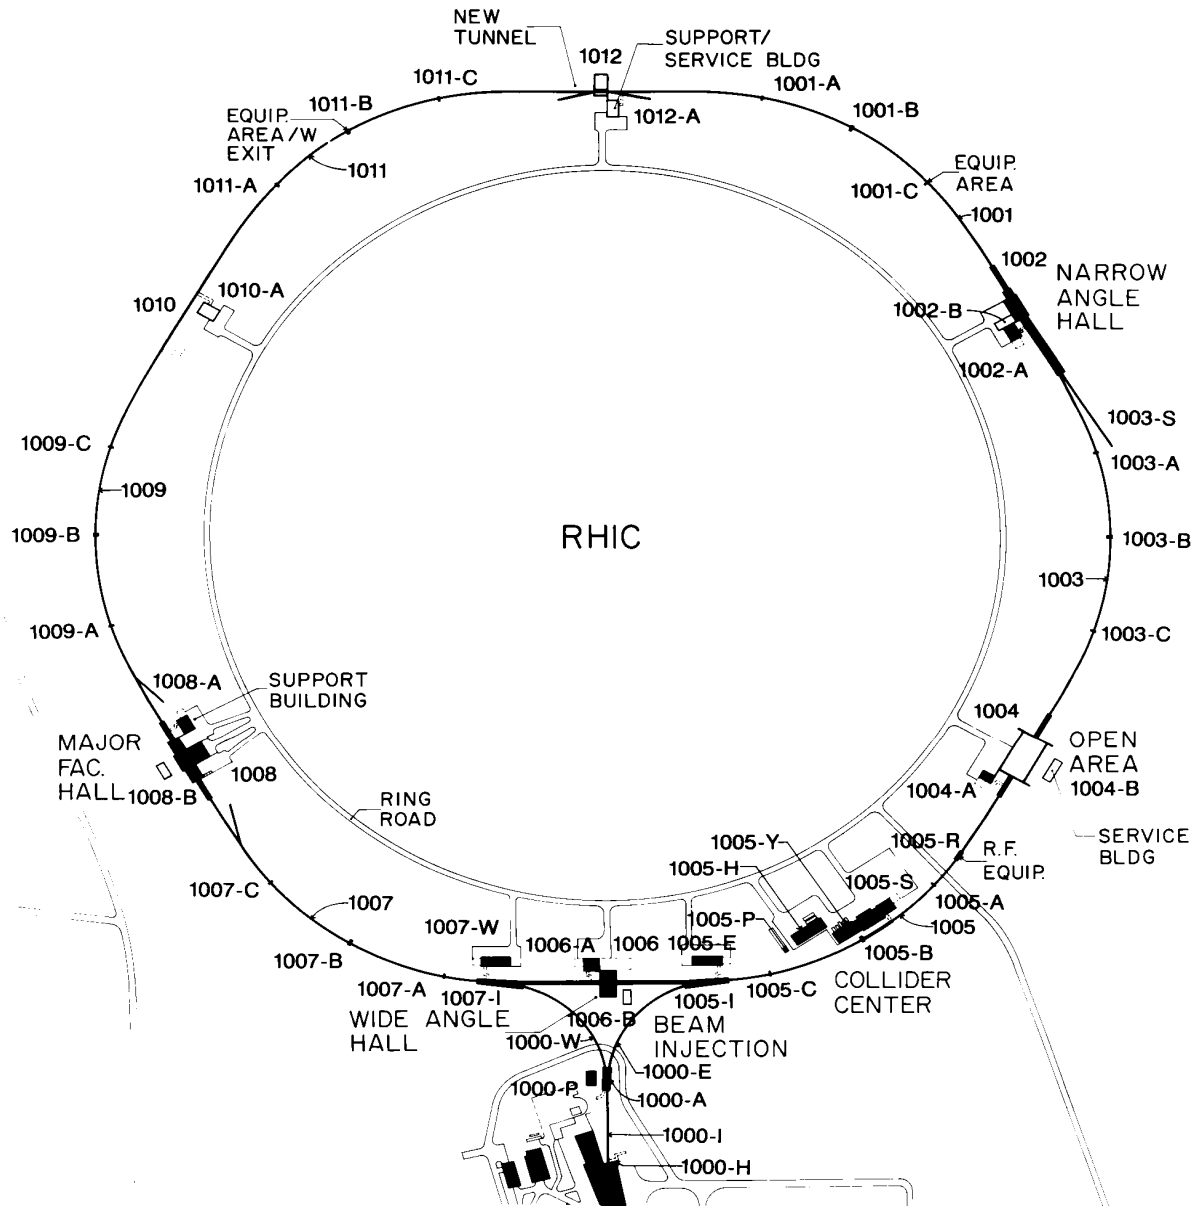 NEW
TUNNEL
1012
SUPPORT/
SERVICE BLDG
1011-C
1001-A
1011-B
1012-A
1001-B
EQUIP.
AREA/W
EXIT
1011
EQUIP.
AREA
1011-A
1001-C
1001
1002
NARROW
ANGLE
HALL
1010-A
1010
1002-B
1002-A
1003-S
1009-C
1003-A
1009
RHIC
1009-B
1003-B
1003
1009-A
1003-C
1008-A
SUPPORT
BUILDING
1004
MAJOR
FAC.
HALL
1008
1008-B
OPEN
AREA
1004-A
1004-B
RING
ROAD
1005-Y
1005-R
R.F.
EQUIP.
SERVICE
BLDG
1005-H
1005-S
1007-C
1007
1005-A
1005
1007-W
1005-P
1006-A
1006
1005-E
1007-B
1005-B
1007-A
1007-I
1005-I
1005-C
COLLIDER
CENTER
WIDE ANGLE
HALL
1006-B
BEAM
INJECTION
1000-W
1000-E
1000-P
1000-A
1000-I
1000-H